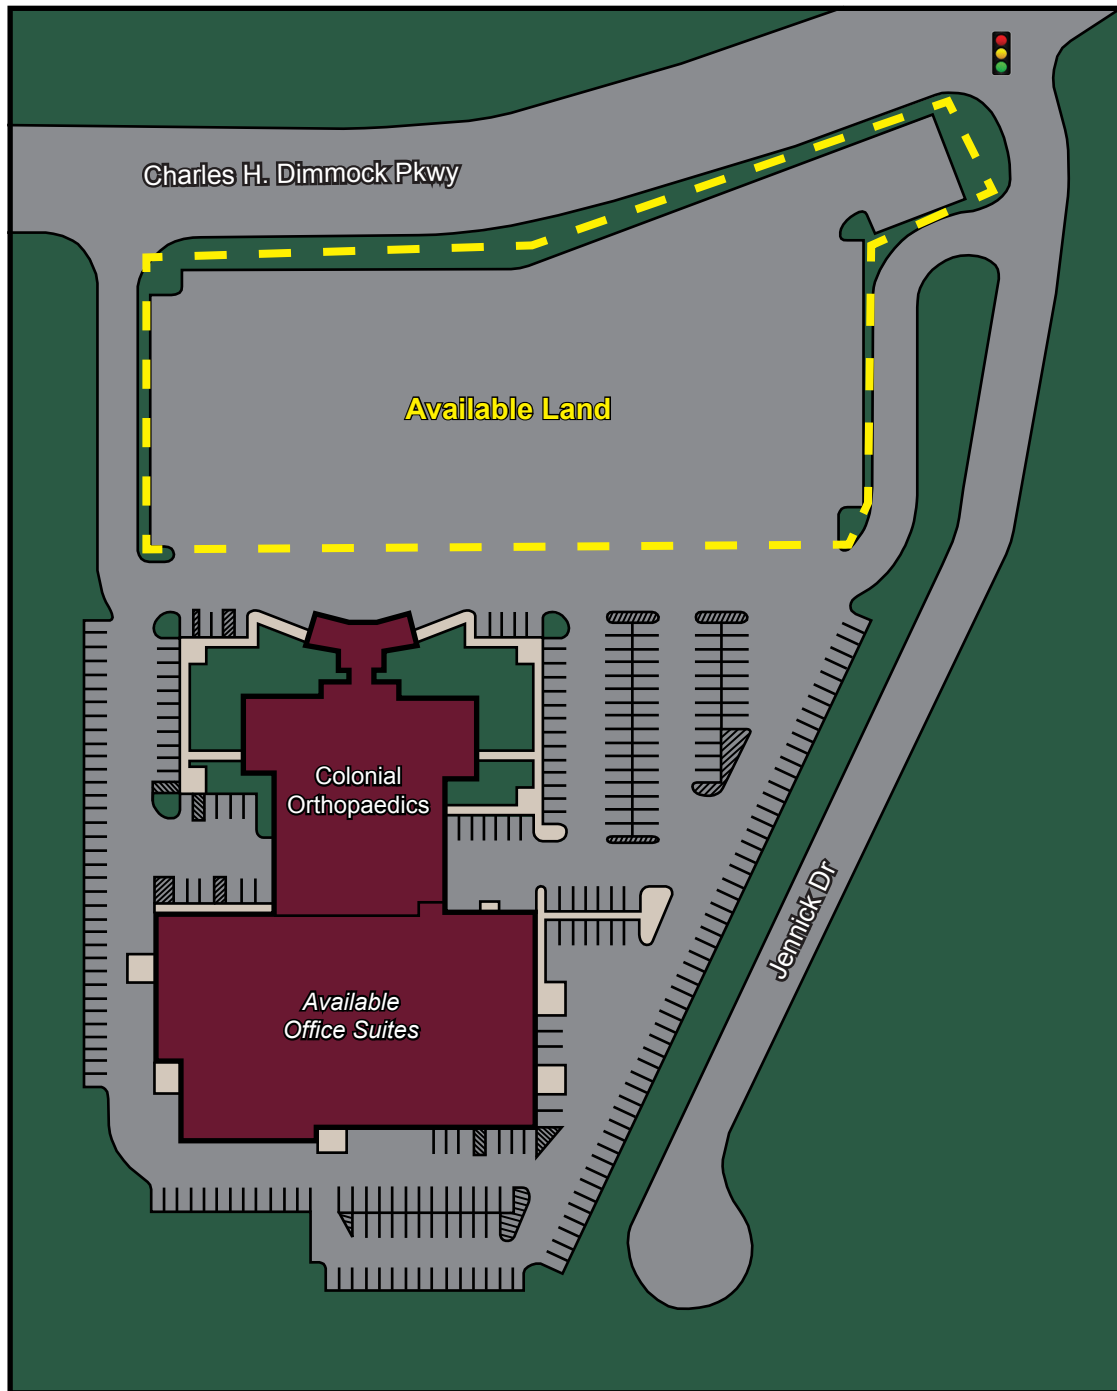 Charles H. Dimmock Pkwy
Available Land
Colonial
Orthopaedics
Jennick Dr
Available
Office Suites